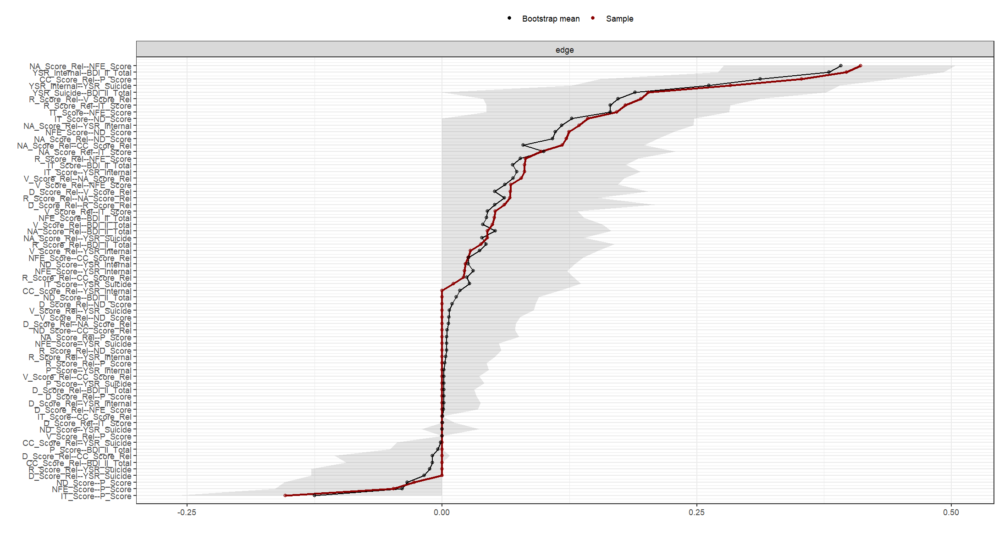 Bootstrap mean Sample
edge
NA_Score_Rel--NFE_Score
YSR_Internal--BDI_II_Total
CC_Score_Rel--P_Score
YSR_Internal--YSR_Suicide
YSR_Suicide--BDI_II_Total
R_Score_Rel--V_Score_Rel
R_Score_Rel--IT_Score
IT_Score--NFE_Score
IT_Score--ND_Score
NA_Score_Rel--YSR_Internal
NFE_Score--ND_Score
NA_Score_Rel--ND_Score
NA_Score_Rel--CC_Score_Rel
NA_Score_Rel--IT_Score
R_Score_Rel--NFE_Score
IT_Score--BDI_II_Total
IT_Score--YSR_Internal
V_Score_Rel--NA_Score_Rel
V_Score_Rel--NFE_Score
D_Score_Rel--V_Score_Rel
R_Score_Rel--NA_Score_Rel
D_Score_Rel--R_Score_Rel
V_Score_Rel--IT_Score
NFE_Score--BDI_II_Total
V_Score_Rel--BDI_II_Total
NA_Score_Rel--BDI_II_Total
NA_Score_Rel--YSR_Suicide
R_Score_Rel--BDI_II_Total
V_Score_Rel--YSR_Internal
NFE_Score--CC_Score_Rel
ND_Score--YSR_Internal
NFE_Score--YSR_Internal
R_Score_Rel--CC_Score_Rel
IT_Score--YSR_Suicide
CC_Score_Rel--YSR_Internal
ND_Score--BDI_II_Total
D_Score_Rel--ND_Score
V_Score_Rel--YSR_Suicide
V_Score_Rel--ND_Score
D_Score_Rel--NA_Score_Rel
ND_Score--CC_Score_Rel
NA_Score_Rel--P_Score
NFE_Score--YSR_Suicide
R_Score_Rel--ND_Score
R_Score_Rel--YSR_Internal
R_Score_Rel--P_Score
P_Score--YSR_Internal
V_Score_Rel--CC_Score_Rel
P_Score--YSR_Suicide
D_Score_Rel--BDI_II_Total
D_Score_Rel--P_Score
D_Score_Rel--YSR_Internal
D_Score_Rel--NFE_Score
IT_Score--CC_Score_Rel
D_Score_Rel--IT_Score
ND_Score--YSR_Suicide
V_Score_Rel--P_Score
CC_Score_Rel--YSR_Suicide
P_Score--BDI_II_Total
D_Score_Rel--CC_Score_Rel
CC_Score_Rel--BDI_II_Total
R_Score_Rel--YSR_Suicide
D_Score_Rel--YSR_Suicide
ND_Score--P_Score
NFE_Score--P_Score
IT_Score--P_Score
-0.25 0.00 0.25 0.50